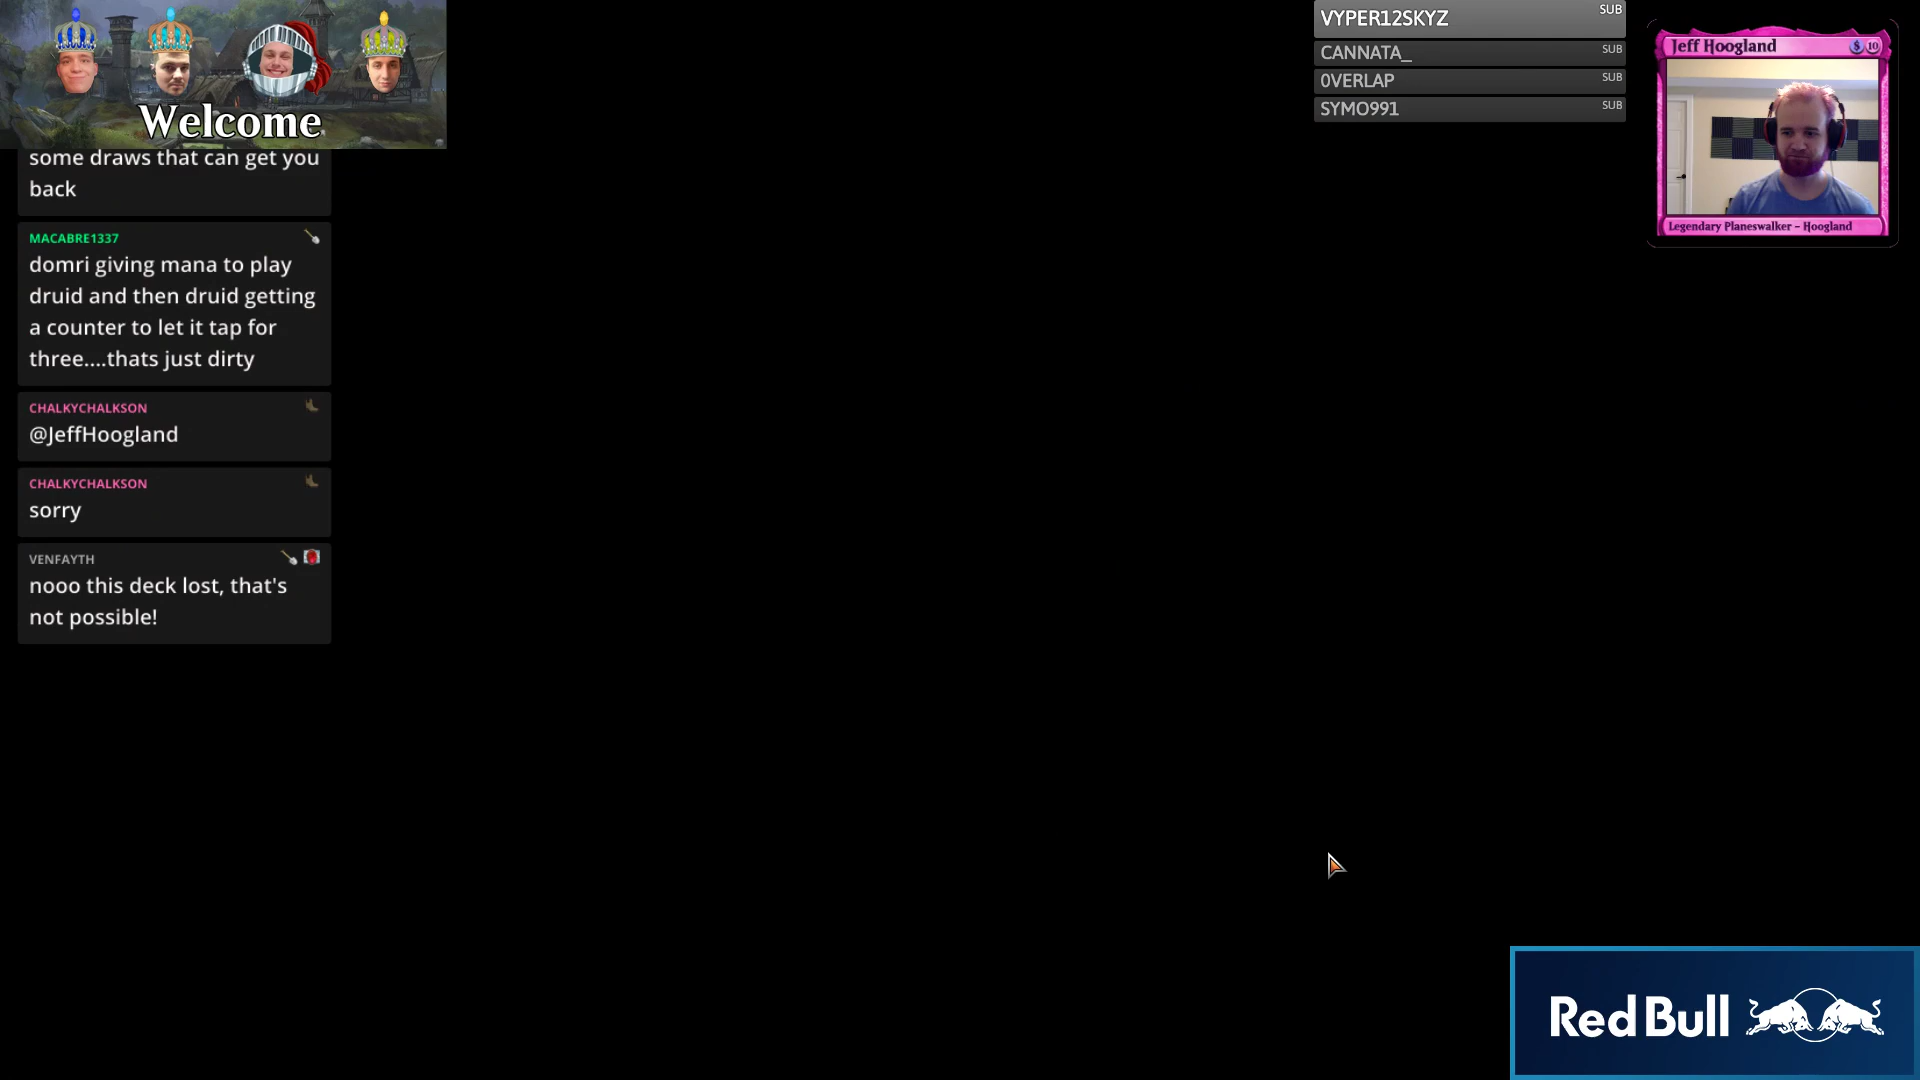 Welcome
some draws that can get you
back
MACABRE1337
domri giving mana to play
druid and then druid getting
a counter to let it tap for
three....thats just dirty
CHALKYCHALKSON
@JeffHoogland
CHALKYCHALKSON
sorry
VENFAYTH
nooo this deck lost, that's
not possible!
VYPER12SKYZ SUB
CANNATA_ SUB
0VERLAP SUB
SYMO991 SUB
Jeff Hoogland $ 10
Legendary Planeswalker – Hoogland
Red Bull